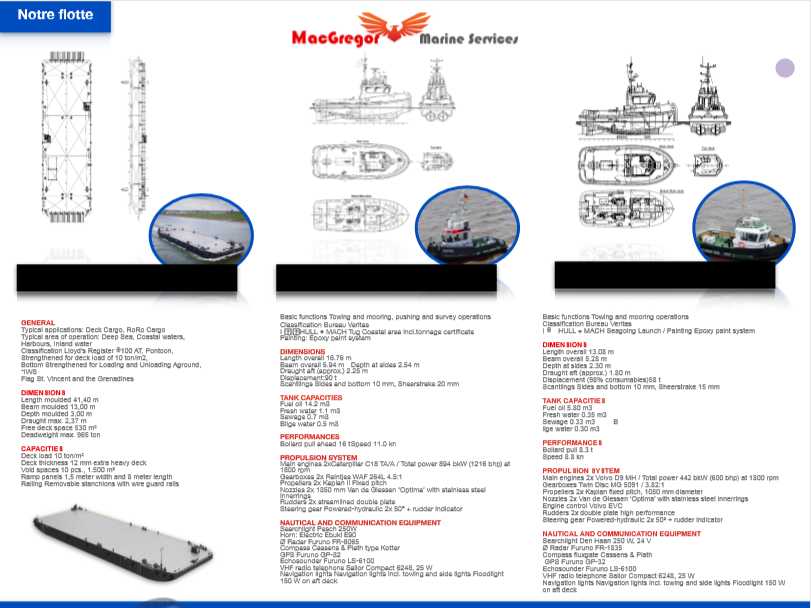 Notre flotte
MacGregor Marine Services
GENERAL
Typical applications: Deck Cargo, RoRo Cargo
Typical area of operation: Deep Sea, Coastal waters,
Harbours, inland water
Classification Lloyd's Register ®100 AT, Pontoon,
Strengthened for deck load of 10 ton/m2,
Bottom Strengthened for Loading and Unloading Aground,
*IWS
Flag St. Vincent and the Grenadines
DIMENSIONS
Length moulded 41,40 m
Beam moulded 13,00 m
Depth moulded 3,00 m
Draught max. 2,37 m
Free deck space 530 m²
Deadweight max. 965 ton
CAPACITIES
Deck load 10 ton/m²
Deck thickness 12 mm extra heavy deck
Void spaces 10 pcs., 1.500 m³
Ramp panels 1,5 meter width and 8 meter length
Railing Removable stanchions with wire guard rails
Basic functions Towing and mooring, pushing and survey operations
Classification Bureau Veritas
I HULL • MACH Tug Coastal area incl.tonnage certificate
Painting: Epoxy paint system
DIMENSIONS
Length overall 16.76 m
Beam overall 5.94 m Depth at sides 2.54 m
Draught aft (approx.) 2.25 m
Displacement:90 t
Scantlings Sides and bottom 10 mm, Sheerstrake 20 mm
TANK CAPACITIES
Fuel oil 14.2 m3
Fresh water 1.1 m3
Sewage 0.7 m3
Bilge water 0.5 m3
PERFORMANCES
Bollard pull ahead 16 tSpeed 11.0 kn
PROPULSION SYSTEM
Main engines 2xCaterpillar C18 TA/A / Total power 894 bkW (1216 bhp) at
1800 rpm
Gearboxes 2x Reintjes WAF 264L 4.5:1
Propellers 2x Kaplan II Fixed pitch
Nozzles 2x 1350 mm Van de Giessen 'Optima' with stainless steel
innerrings
Rudders 2x streamlined double plate
Steering gear Powered-hydraulic 2x 50° + rudder indicator
NAUTICAL AND COMMUNICATION EQUIPMENT
Searchlight Pesch 250W
Horn: Electric Ebuki E90
Ø Radar Furuno FR-8065
Compass Cassens & Plath type Kotter
GPS Furuno GP-32
Echosounder Furuno LS-6100
VHF radio telephone Sailor Compact 6248, 25 W
Navigation lights Navigation lights incl. towing and side lights Floodlight
150 W on aft deck
Basic functions Towing and mooring operations
Classification Bureau Veritas
I ® HULL • MACH Seagoing Launch / Painting Epoxy paint system
DIMENSIONS
Length overall 13.08 m
Beam overall 5.28 m
Depth at sides 2.30 m
Draught aft (approx.) 1.80 m
Displacement (98% consumables)58 t
Scantlings Sides and bottom 10 mm, Sheerstrake 15 mm
TANK CAPACITIES
Fuel oil 5.80 m3
Fresh water 0.35 m3
Sewage 0.33 m3 B
ilge water 0.30 m3
PERFORMANCES
Bollard pull 8.3 t
Speed 8.8 kn
PROPULSION SYSTEM
Main engines 2x Volvo D9 MH / Total power 442 bkW (600 bhp) at 1800 rpm
Gearboxes Twin Disc MG 5091 / 3.82:1
Propellers 2x Kaplan fixed pitch, 1050 mm diameter
Nozzles 2x Van de Giessen 'Optima' with stainless steel innerrings
Engine control Volvo EVC
Rudders 2x double plate high performance
Steering gear Powered-hydraulic 2x 50° + rudder indicator
NAUTICAL AND COMMUNICATION EQUIPMENT
Searchlight Den Haan 250 W, 24 V
Ø Radar Furuno FR-1835
Compass fluxgate Cassens & Plath
GPS Furuno GP-32
Echosounder Furuno LS-6100
VHF radio telephone Sailor Compact 6248, 25 W
Navigation lights Navigation lights incl. towing and side lights Floodlight 150 W
on aft deck